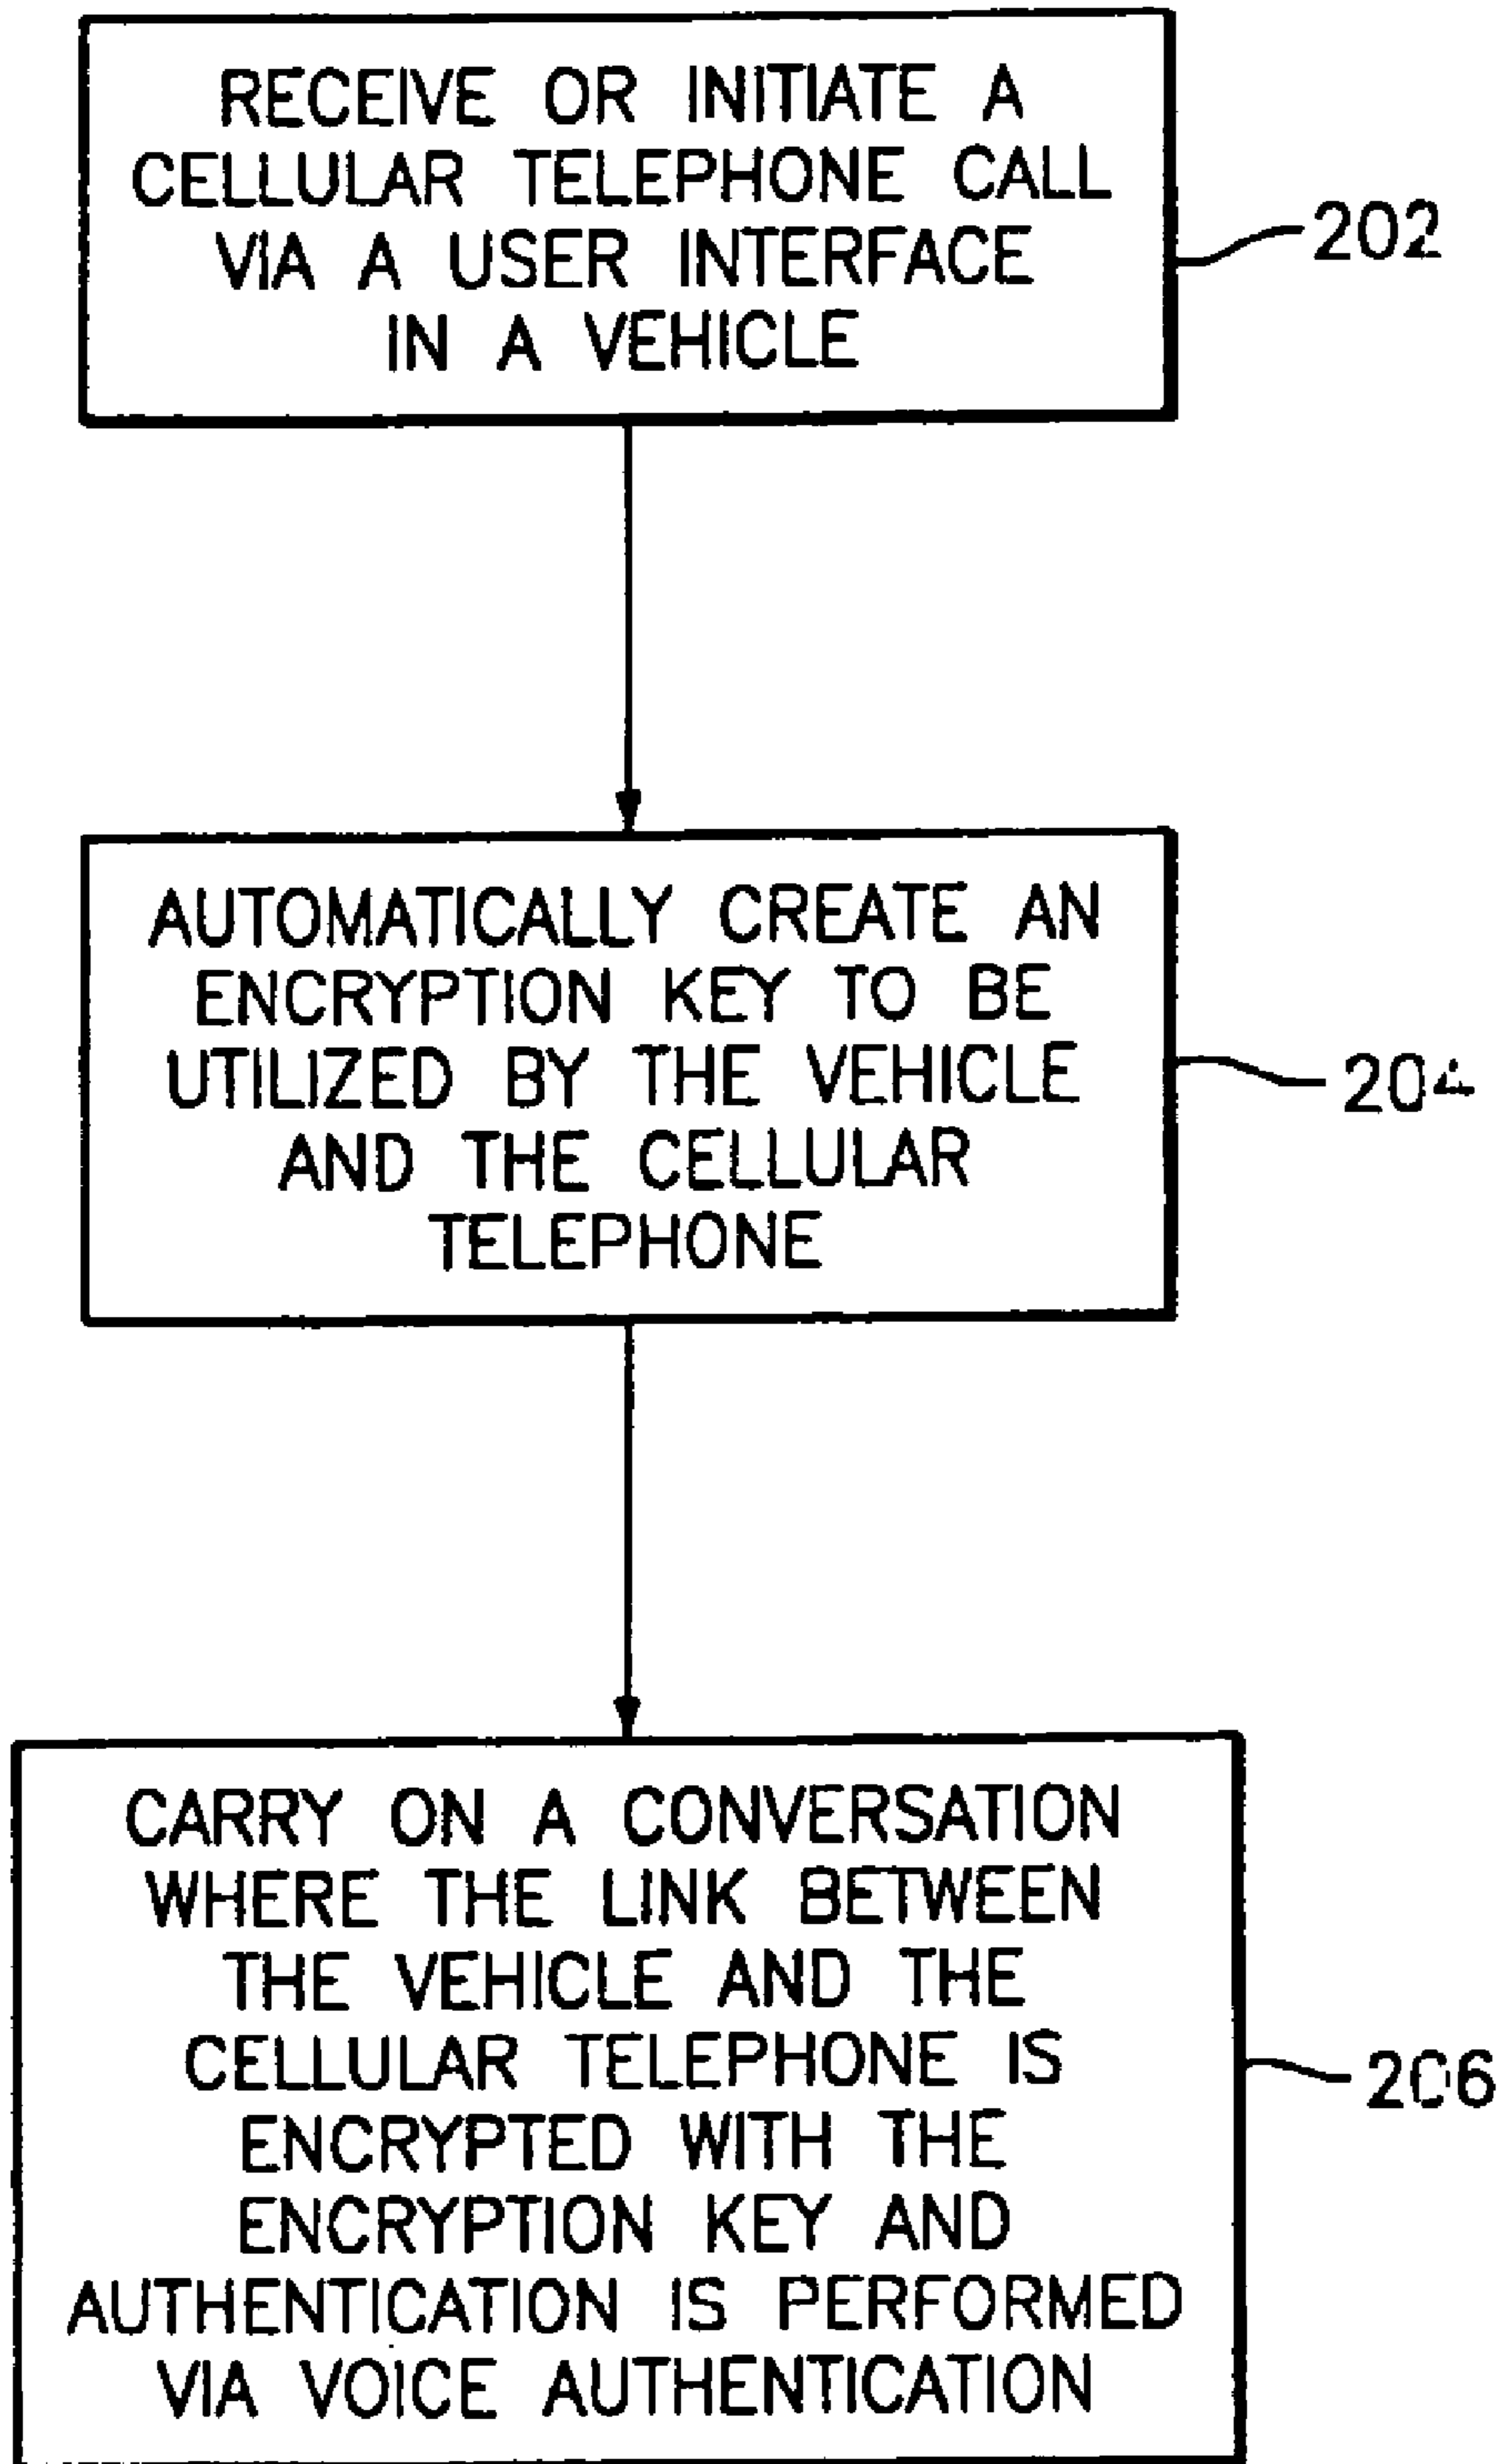 RECEIVE OR INITIATE A
CELLULAR TELEPHONE CALL
VIA A USER INTERFACE
IN A VEHICLE
202
AUTOMATICALLY CREATE AN
ENCRYPTION KEY TO BE
UTILIZED BY THE VEHICLE
AND THE CELLULAR
TELEPHONE
204
CARRY ON A CONVERSATION
WHERE THE LINK BETWEEN
THE VEHICLE AND THE
CELLULAR TELEPHONE IS
ENCRYPTED WITH THE
ENCRYPTION KEY AND
AUTHENTICATION IS PERFORMED
VIA VOICE AUTHENTICATION
206